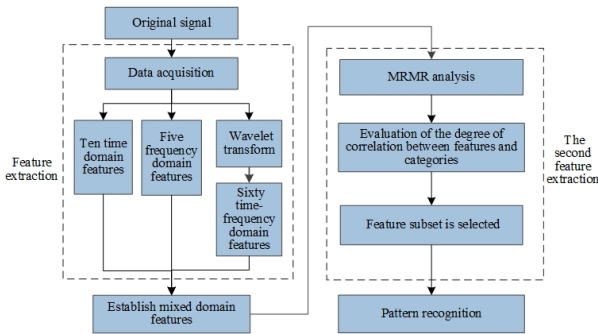 Original signal
Data acquisition
Ten time
domain
features
Five
frequency
domain
features
Wavelet
transform
Sixty
time-
frequency
domain
features
Feature
extraction
Establish mixed domain
features
MRMR analysis
Evaluation of the degree of
correlation between features and
categories
Feature subset is selected
The
second
feature
extraction
Pattern recognition